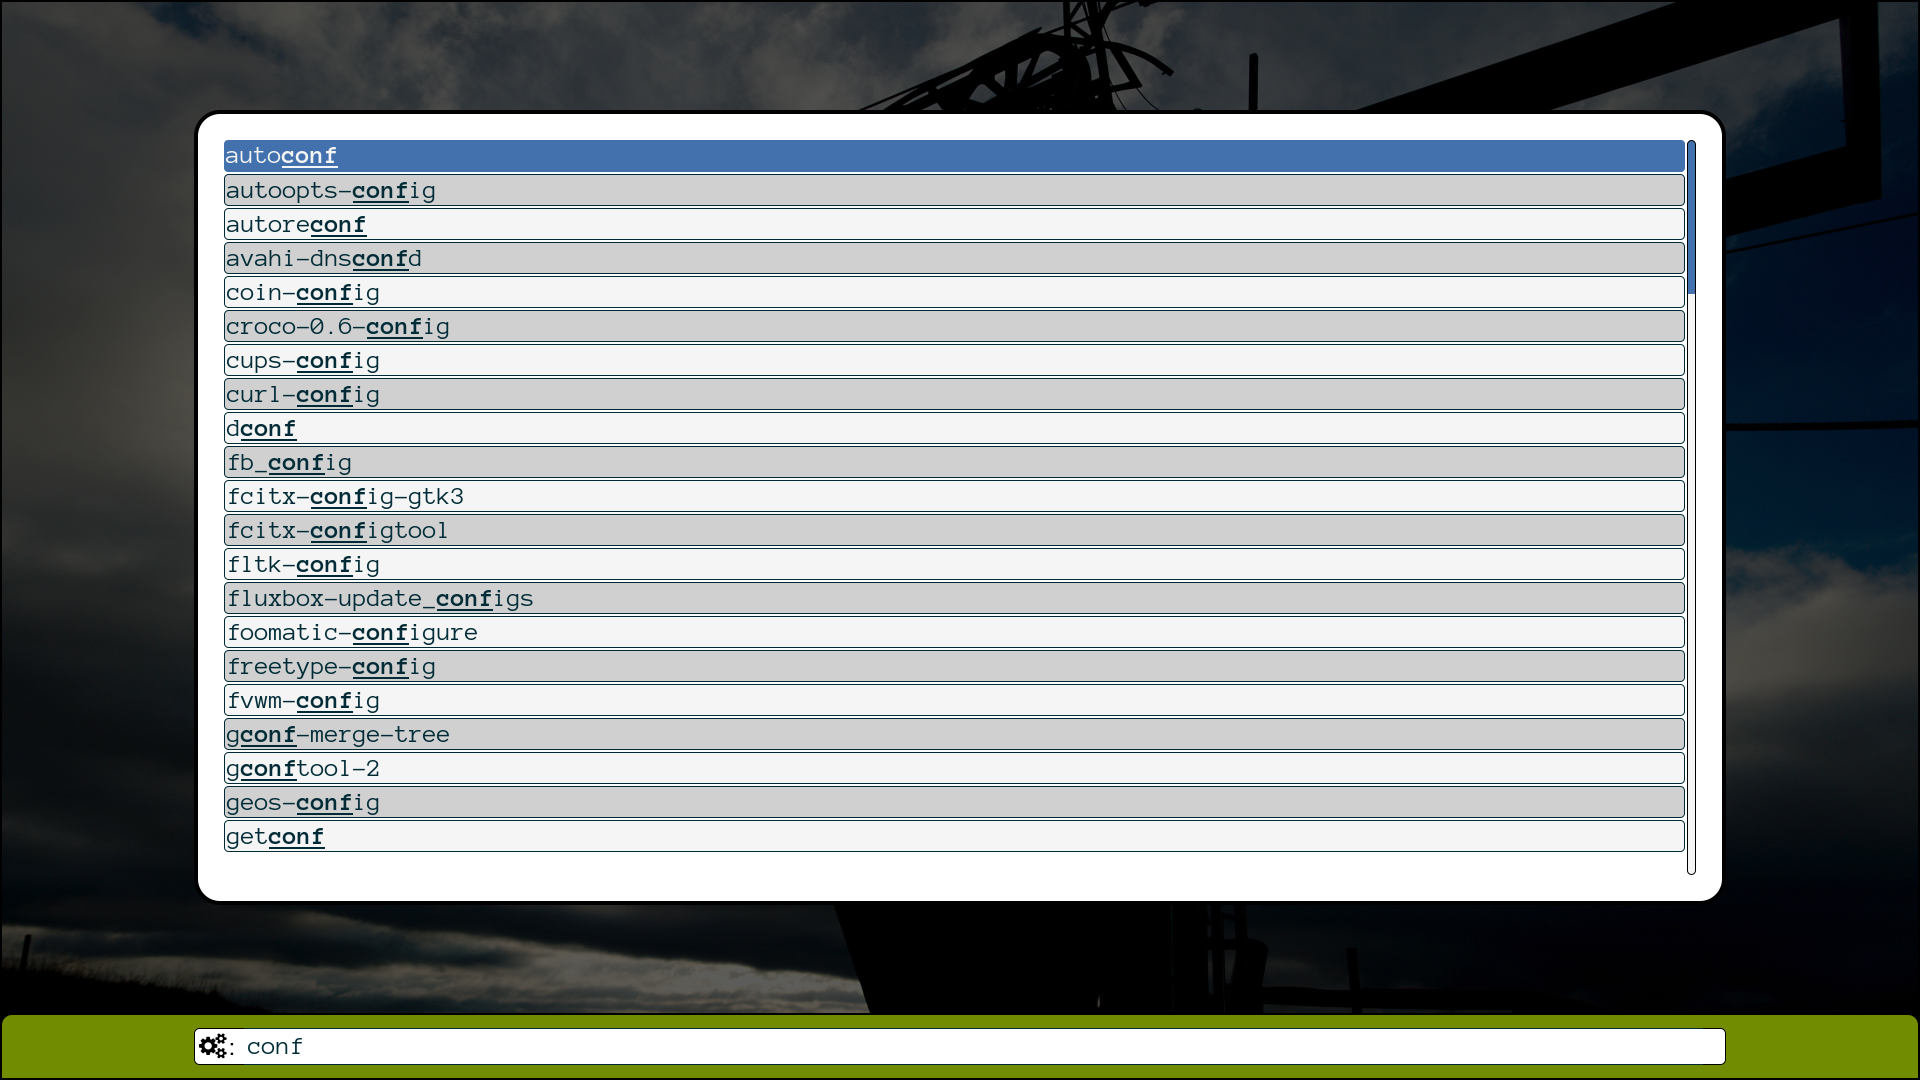 autoconf
autoopts-config
autoreconf
avahi-dnsconfd
coin-config
croco-0.6-config
cups-config
curl-config
dconf
fb_config
fcitx-config-gtk3
fcitx-configtool
fltk-config
fluxbox-update_configs
foomatic-configure
freetype-config
fvwm-config
gconf-merge-tree
gconftool-2
geos-config
getconf
: conf